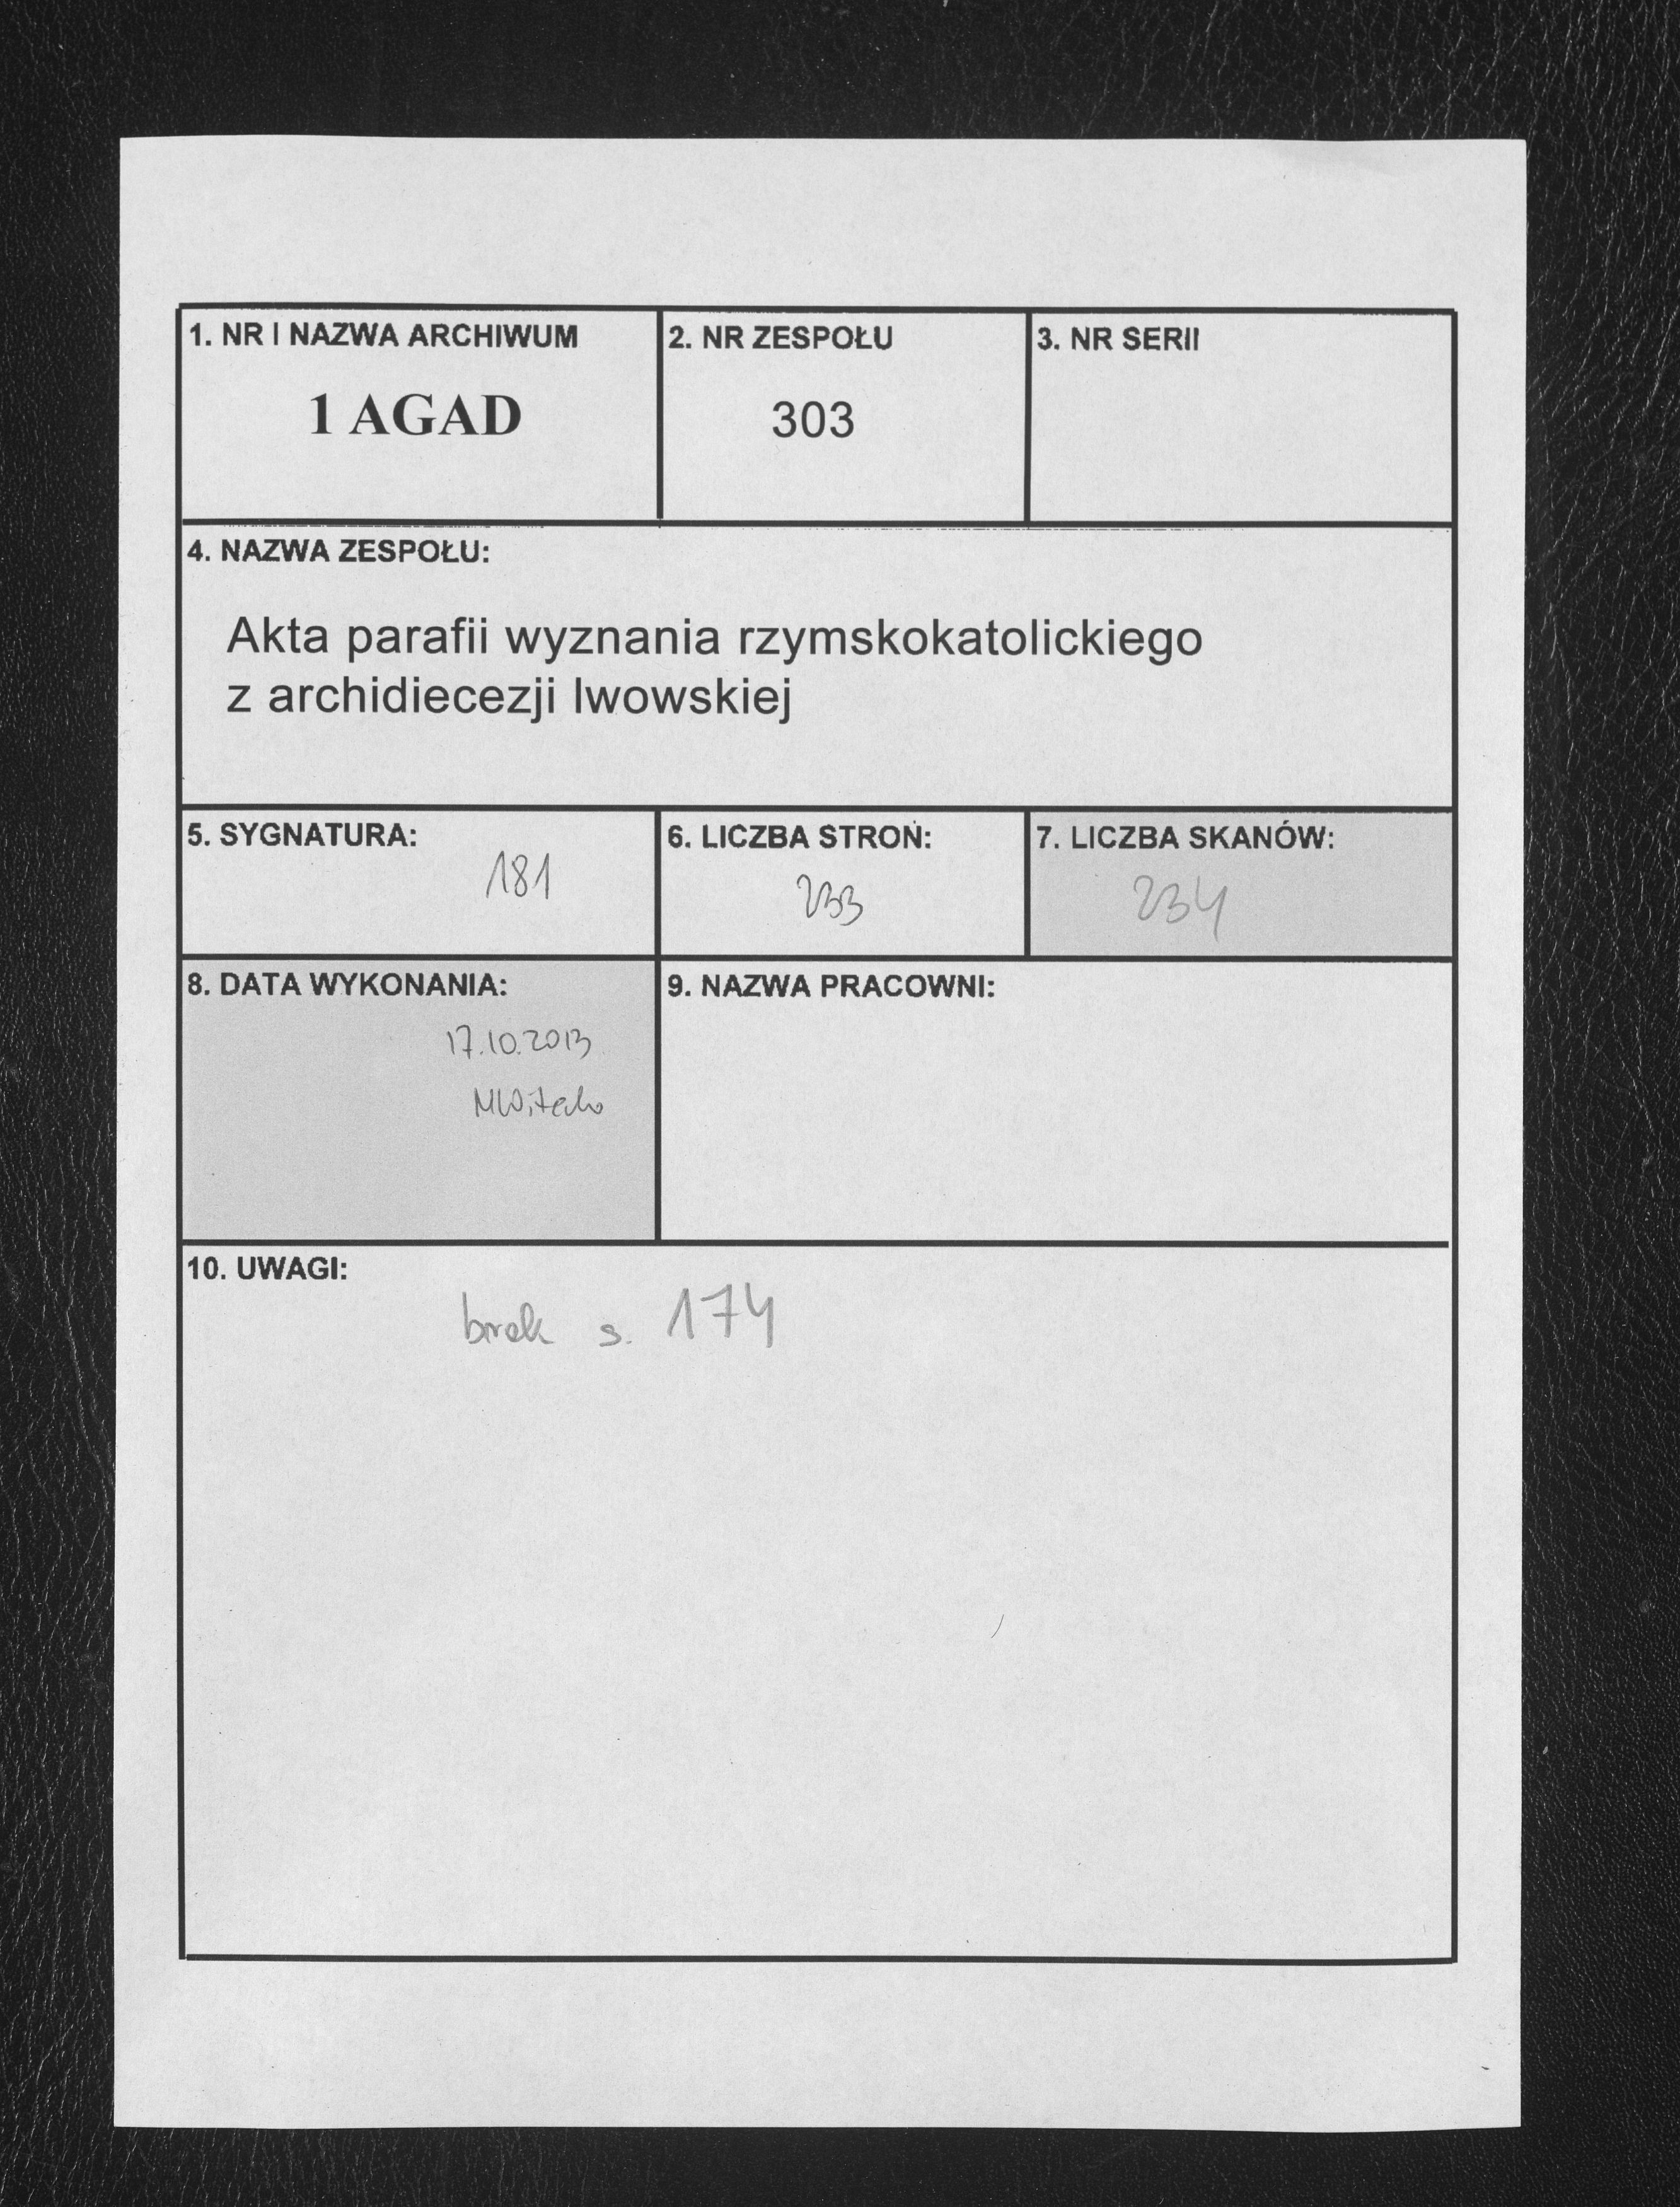 1. NR I NAZWA ARCHIWUM
1 AGAD
2. NR ZESPOŁU
303
3. NR SERII
4. NAZWA ZESPOŁU:
Akta parafii wyznania rzymskokatolickiego
z archidiecezji lwowskiej
5. SYGNATURA:
181
6. LICZBA STRON:
233
7. LICZBA SKANÓW:
234
8. DATA WYKONANIA:
17.10.2013
9. NAZWA PRACOWNI:
10. UWAGI:
brak s. 174